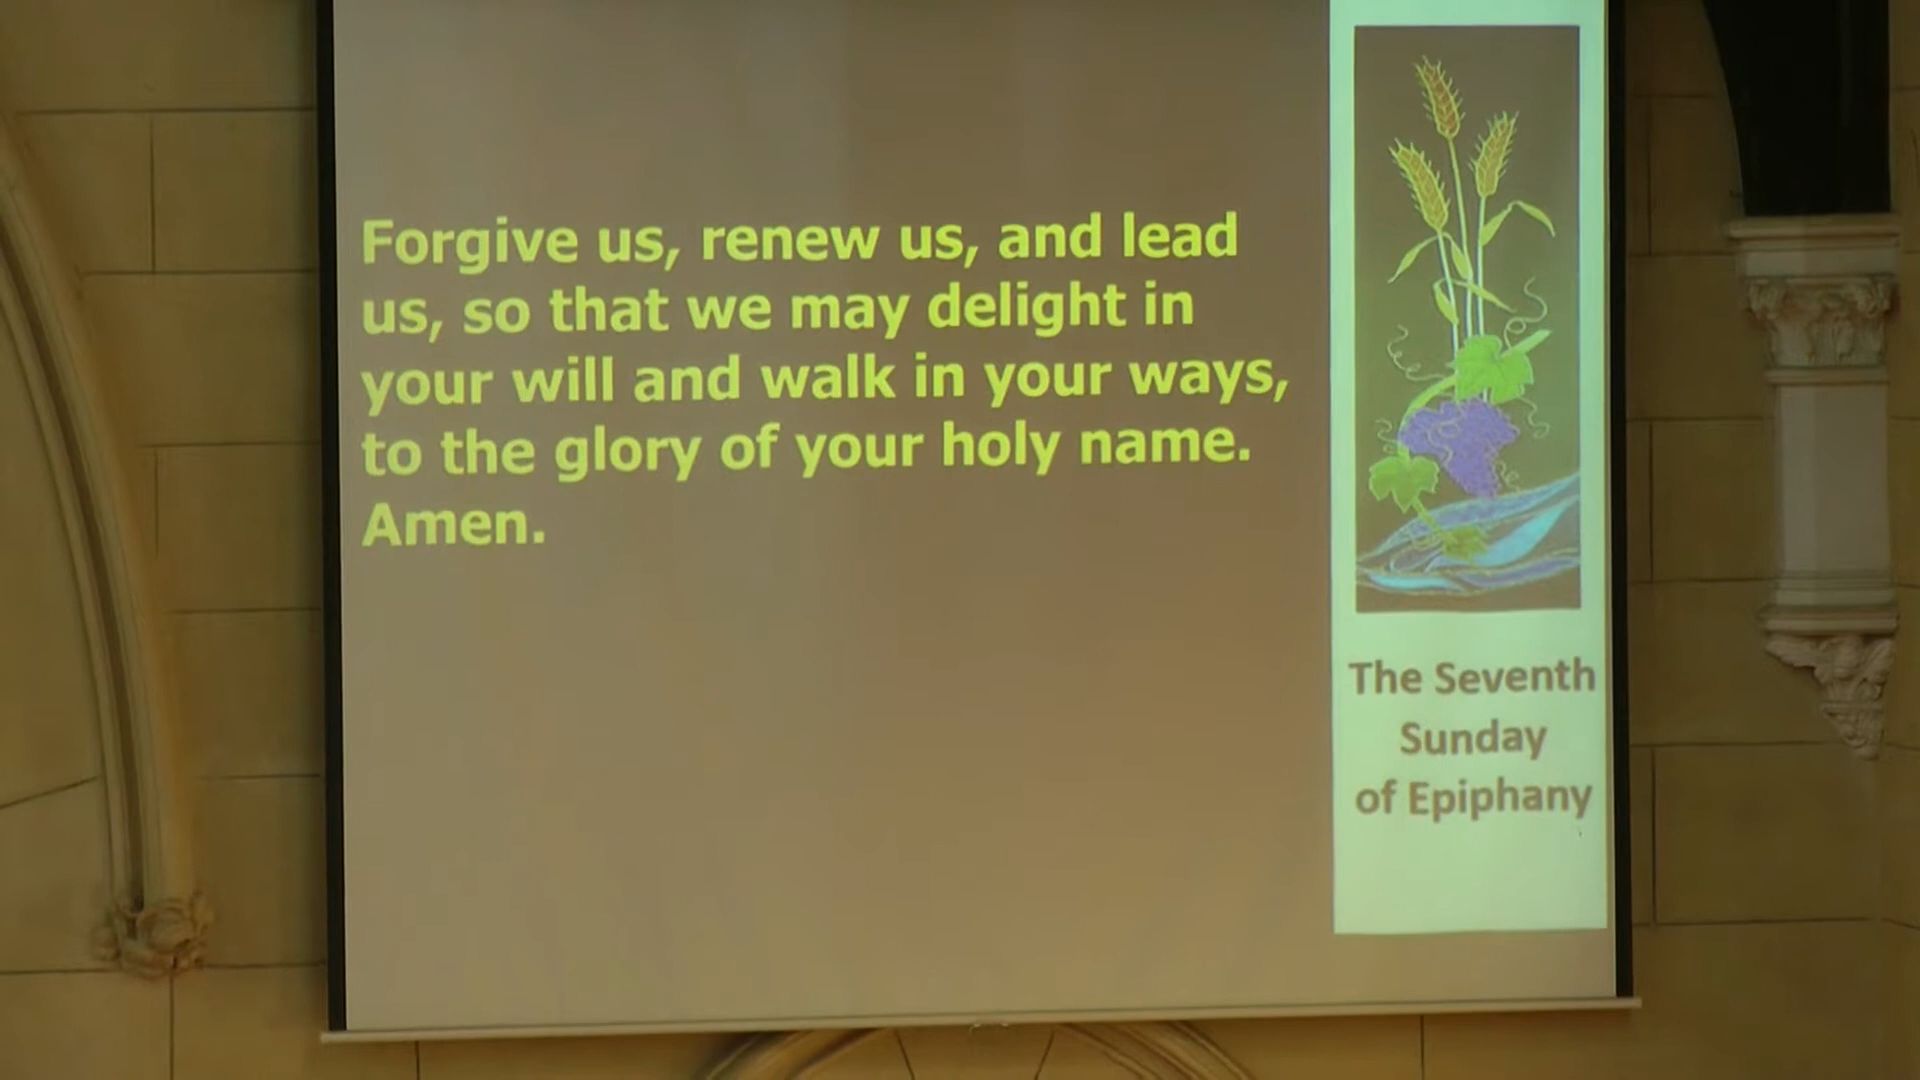 Forgive us, renew us, and lead
us, so that we may delight in
your will and walk in your ways,
to the glory of your holy name.
Amen.
The Seventh
Sunday
of Epiphany